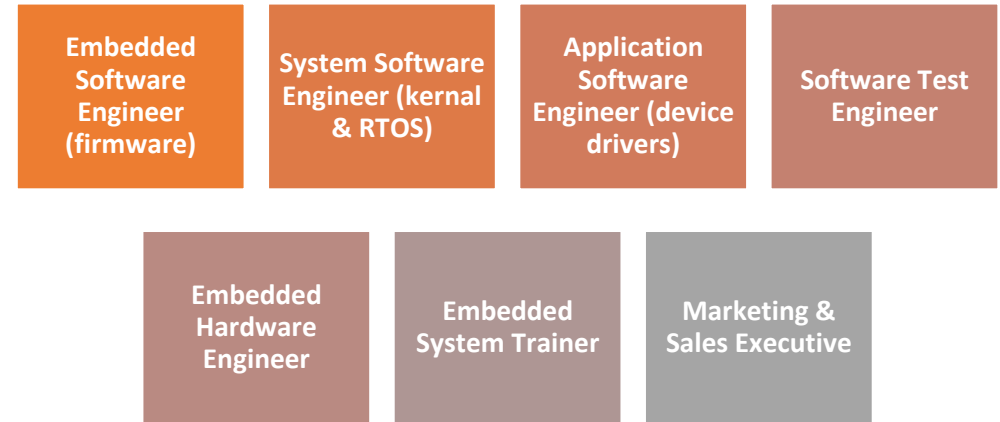 Embedded
Software
Engineer
(firmware)
System Software
Engineer (kernal
& RTOS)
Application
Software
Engineer (device
drivers)
Software Test
Engineer
Embedded
Hardware
Engineer
Embedded
System Trainer
Marketing &
Sales Executive